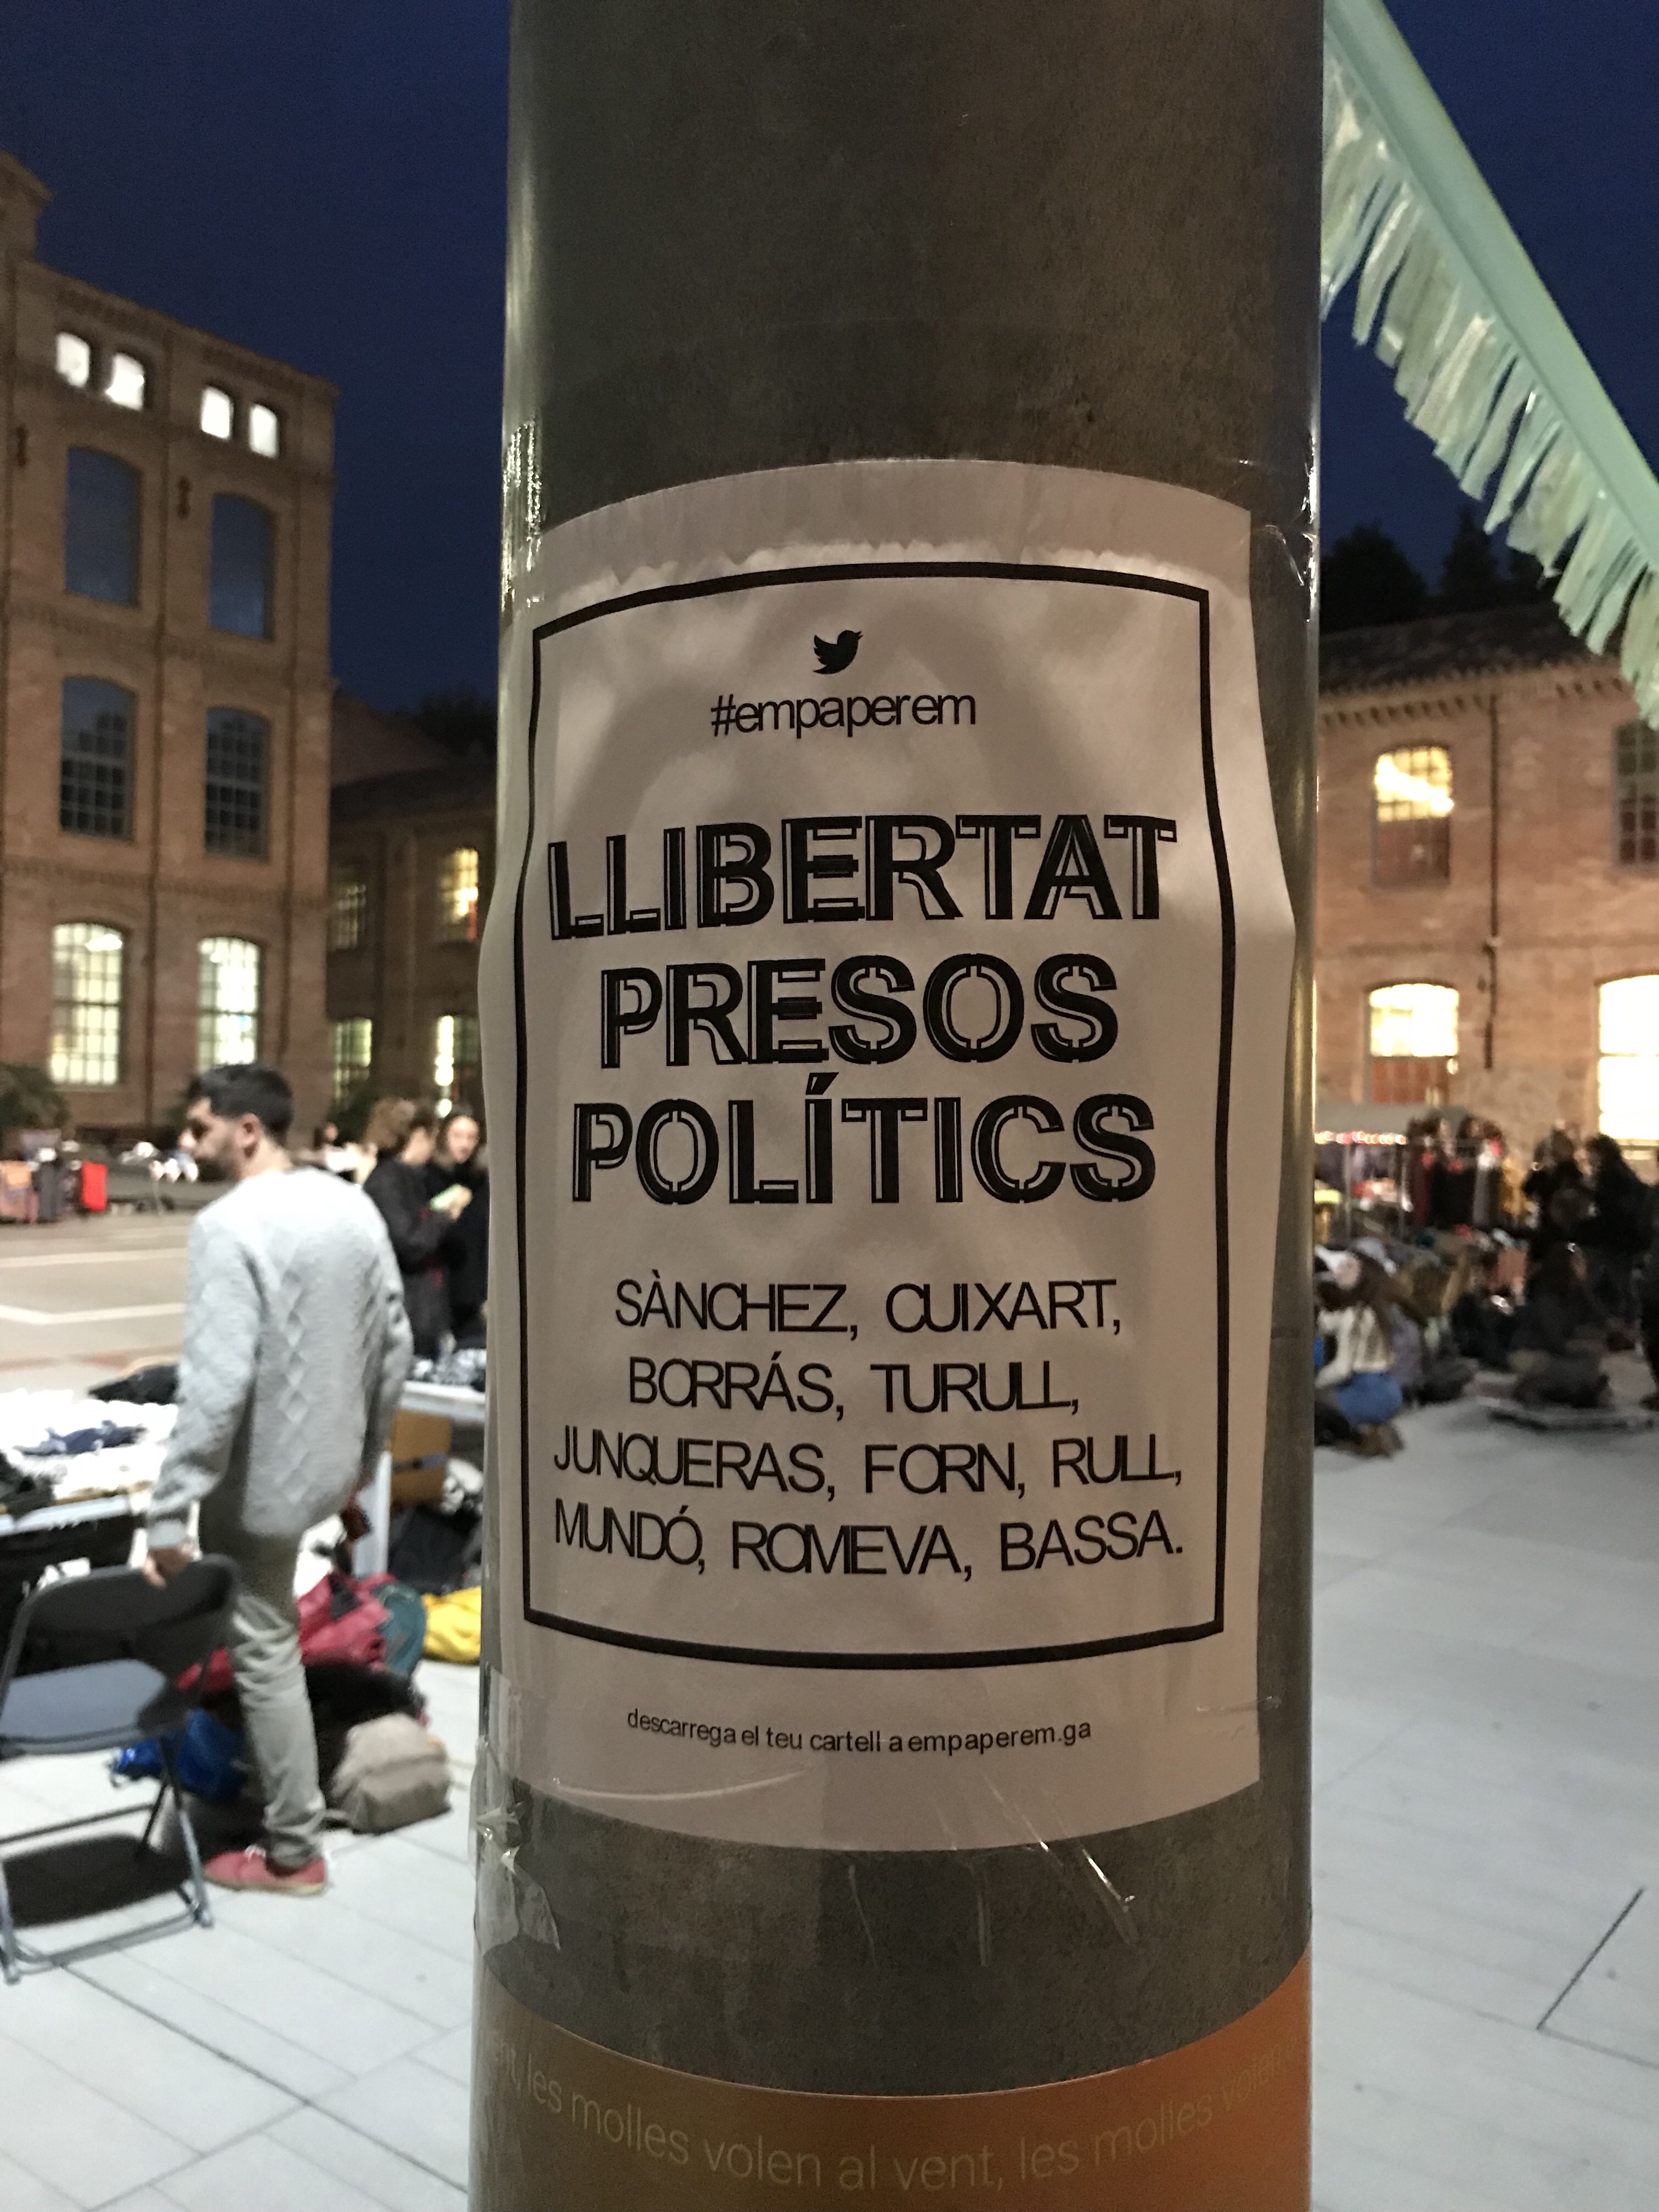 #empaperem
LLIBERTAT
PRESOS
POLÍTICS
SÀNCHEZ, CUIXART,
BORRÁS, TURULL,
JUNQUERAS, FORN, RULL,
MUNDÓ, ROMEVA, BASSA.
descarrega el teu cartell a empaperem.ga
les molles volen al vent, les molles volen